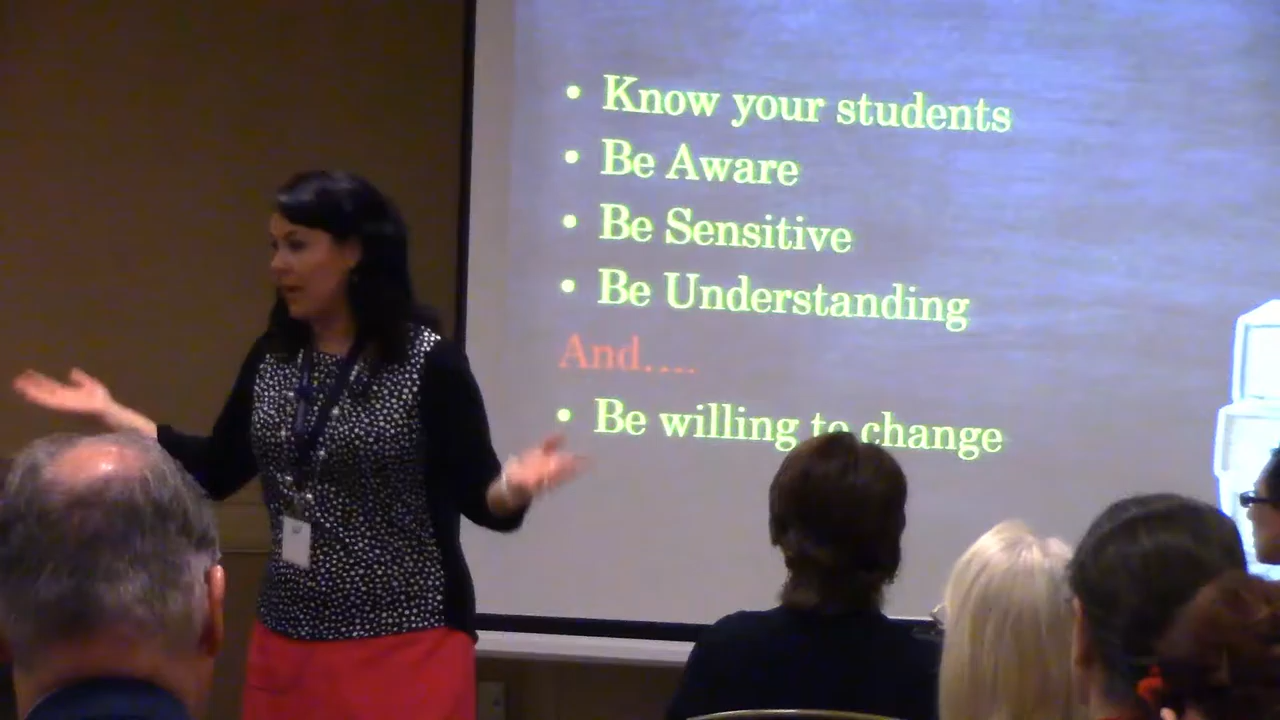 • Know your students
• Be Aware
• Be Sensitive
• Be Understanding
And....
• Be willing to change